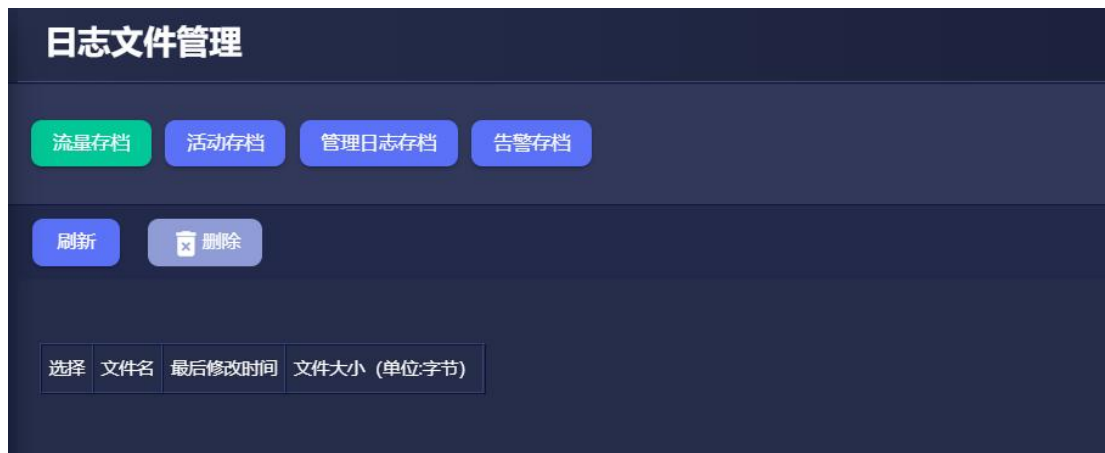 日志文件管理
流量存档 活动存档 管理日志存档 告警存档
刷新 删除
选择 文件名 最后修改时间 文件大小 (单位:字节)